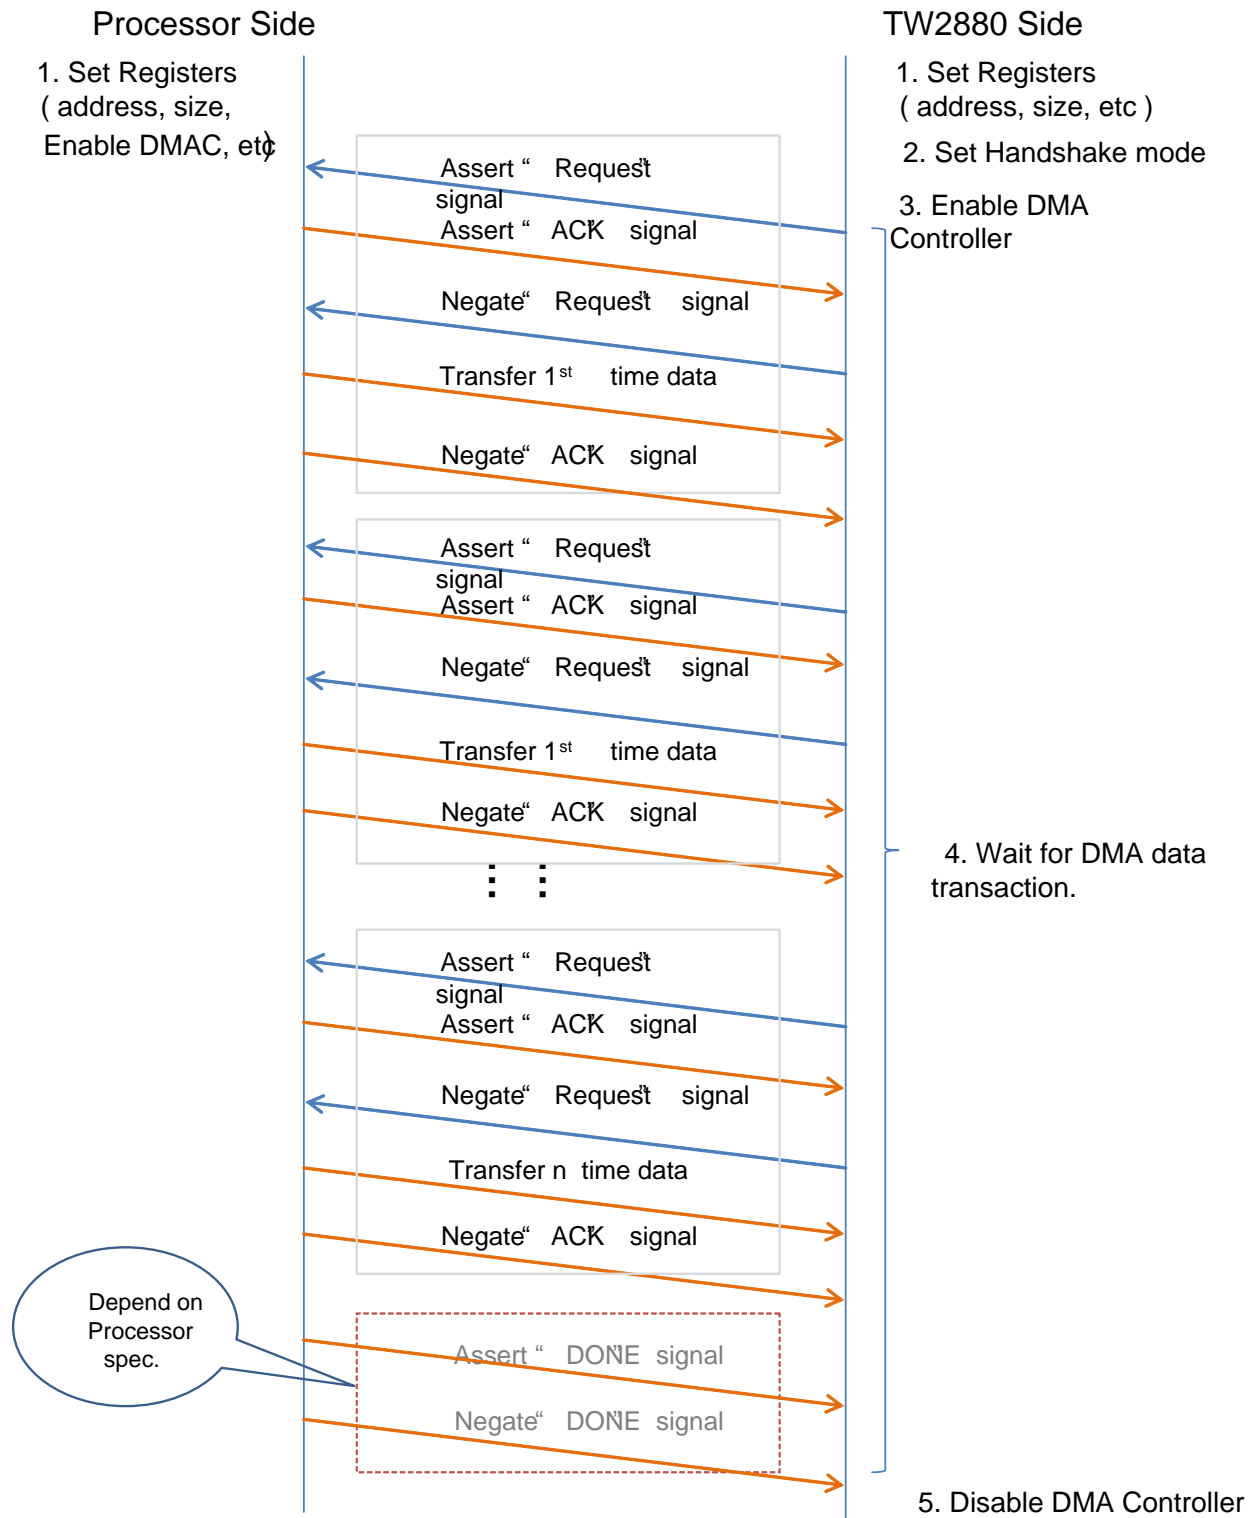 Processor Side
TW2880 Side
1. Set Registers
( address, size,
Enable DMAC, etc)
1. Set Registers
( address, size, etc )
2. Set Handshake mode
3. Enable DMA
Controller
Assert “ Request”
signal
Assert “ ACK” signal
Negate“ Request” signal
Transfer 1st time data
Negate“ ACK” signal
Assert “ Request”
signal
Assert “ ACK” signal
Negate“ Request” signal
Transfer 1st time data
Negate“ ACK” signal
4. Wait for DMA data
transaction.
Assert “ Request”
signal
Assert “ ACK” signal
Negate“ Request” signal
Transfer n time data
Negate“ ACK” signal
Depend on
Processor
spec.
Assert “ DONE” signal
Negate“ DONE” signal
5. Disable DMA Controller